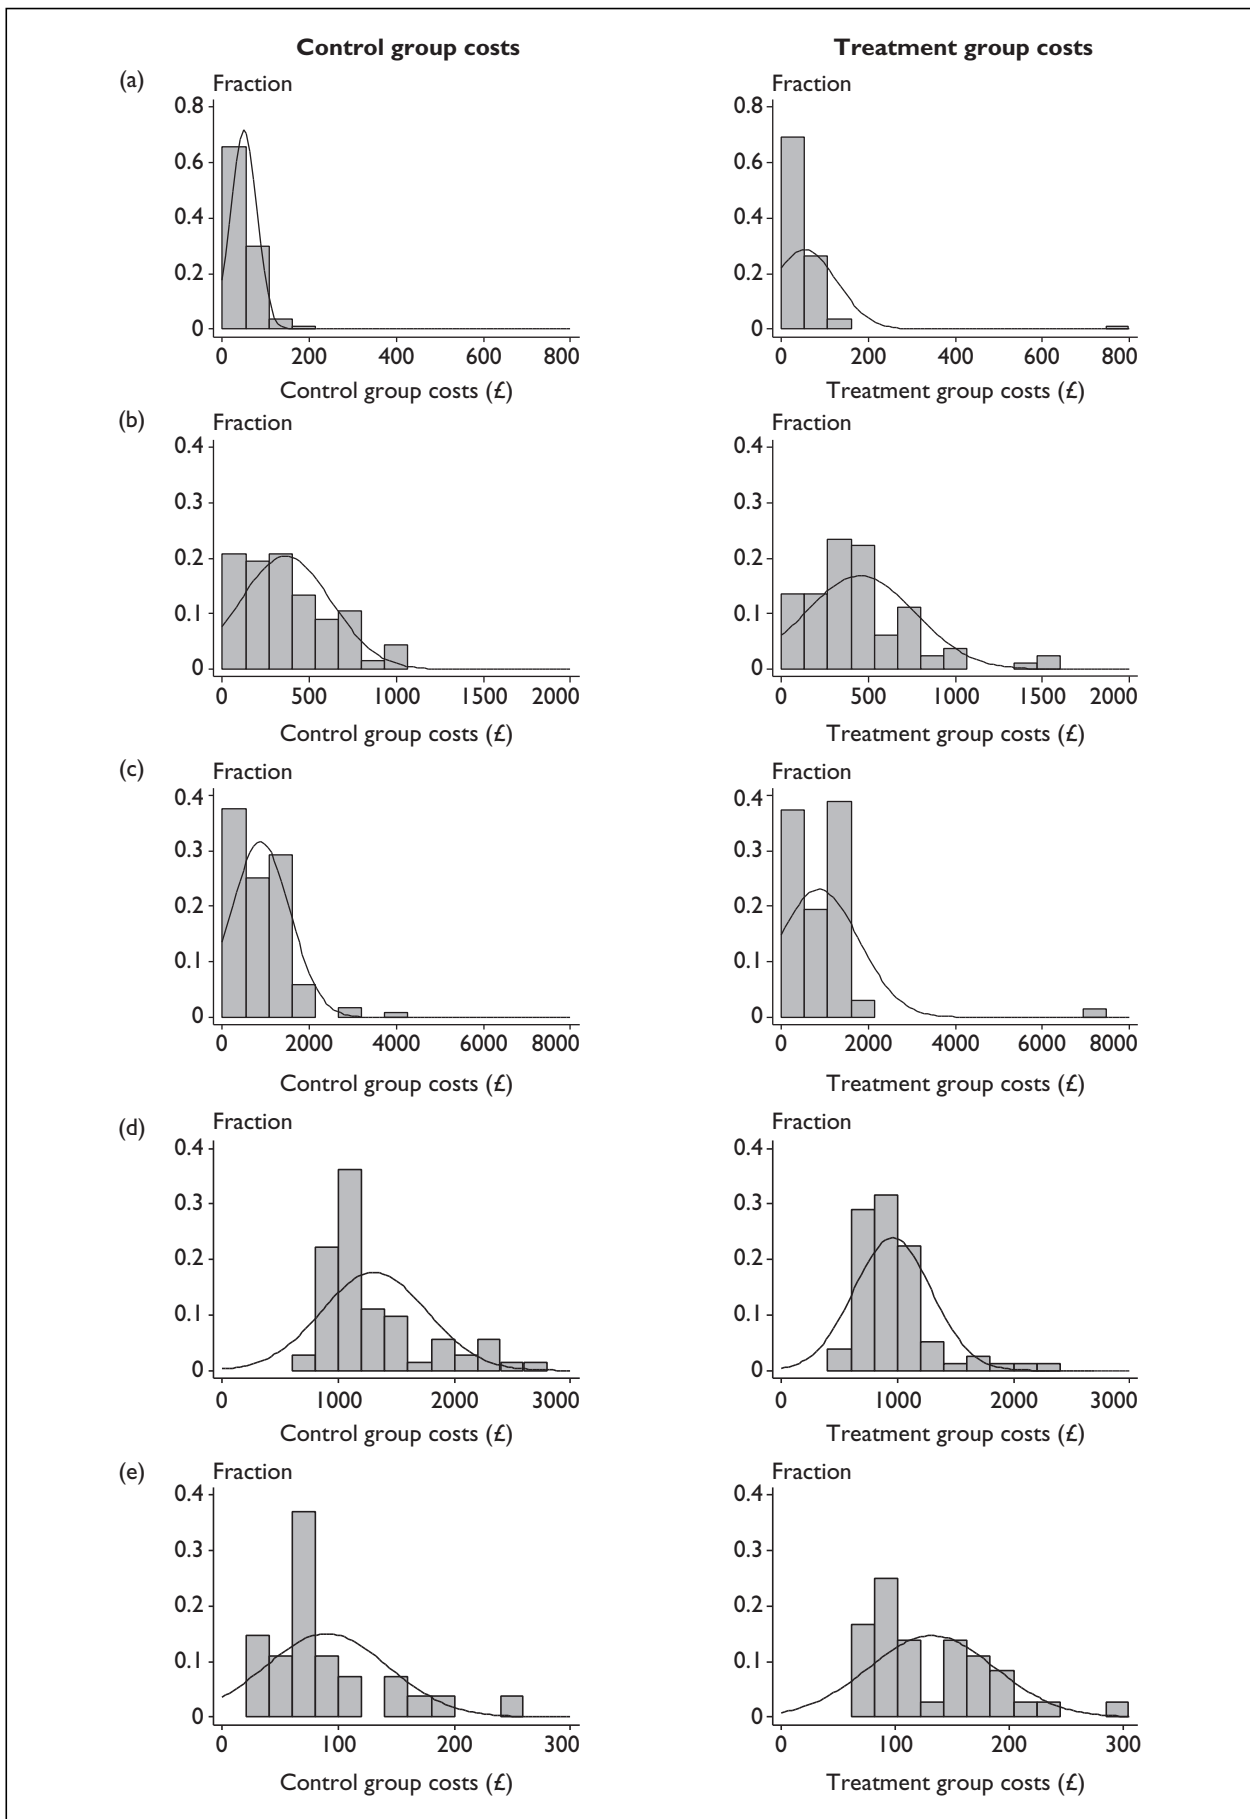 Control group costs
Treatment group costs
(a)
Fraction
0.8
0.6
0.4
0.2
0
0 200 400 600 800
Control group costs (£)
Fraction
0.8
0.6
0.4
0.2
0
0 200 400 600 800
Treatment group costs (£)
(b)
Fraction
0.4
0.3
0.2
0.1
0
0 500 1000 1500 2000
Control group costs (£)
Fraction
0.4
0.3
0.2
0.1
0
0 500 1000 1500 2000
Treatment group costs (£)
(c)
Fraction
0.4
0.3
0.2
0.1
0
0 2000 4000 6000 8000
Control group costs (£)
Fraction
0.4
0.3
0.2
0.1
0
0 2000 4000 6000 8000
Treatment group costs (£)
(d)
Fraction
0.4
0.3
0.2
0.1
0
0 1000 2000 3000
Control group costs (£)
Fraction
0.4
0.3
0.2
0.1
0
0 1000 2000 3000
Treatment group costs (£)
(e)
Fraction
0.4
0.3
0.2
0.1
0
0 100 200 300
Control group costs (£)
Fraction
0.4
0.3
0.2
0.1
0
0 100 200 300
Treatment group costs (£)